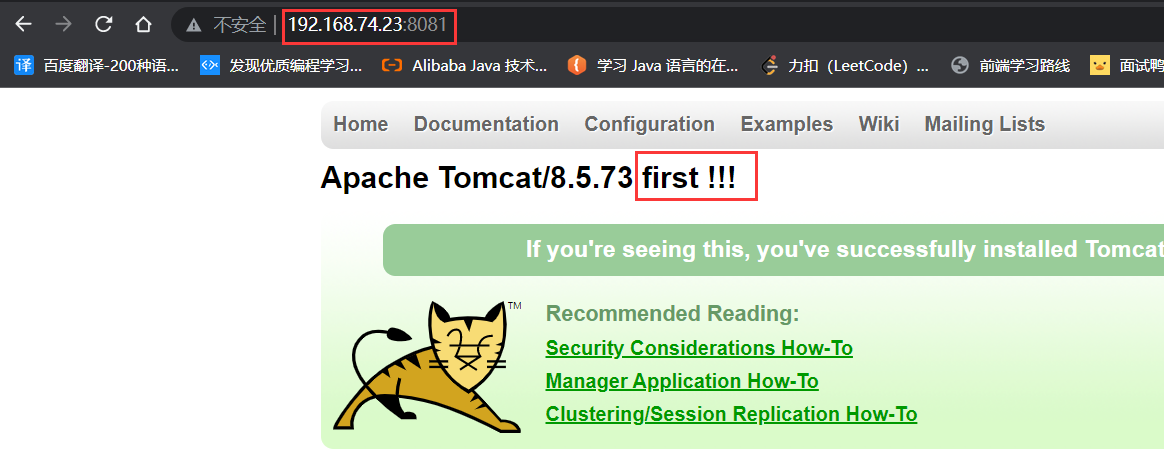 不安全 192.168.74.23:8081
译 百度翻译-200种语... 发现优质编程学习... Alibaba Java 技术... 学习 Java 语言的在... 力扣（LeetCode）... 前端学习路线 面试鸭
Home Documentation Configuration Examples Wiki Mailing Lists
Apache Tomcat/8.5.73 first !!!
If you're seeing this, you've successfully installed Tomcat
TM
Recommended Reading:
Security Considerations How-To
Manager Application How-To
Clustering/Session Replication How-To